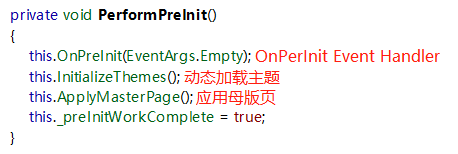 private void PerformPreInit()
{
this.OnPreInit(EventArgs.Empty); OnPerInit Event Handler
this.InitializeThemes(); 动态加载主题
this.ApplyMasterPage(); 应用母版页
this._preInitWorkComplete = true;
}